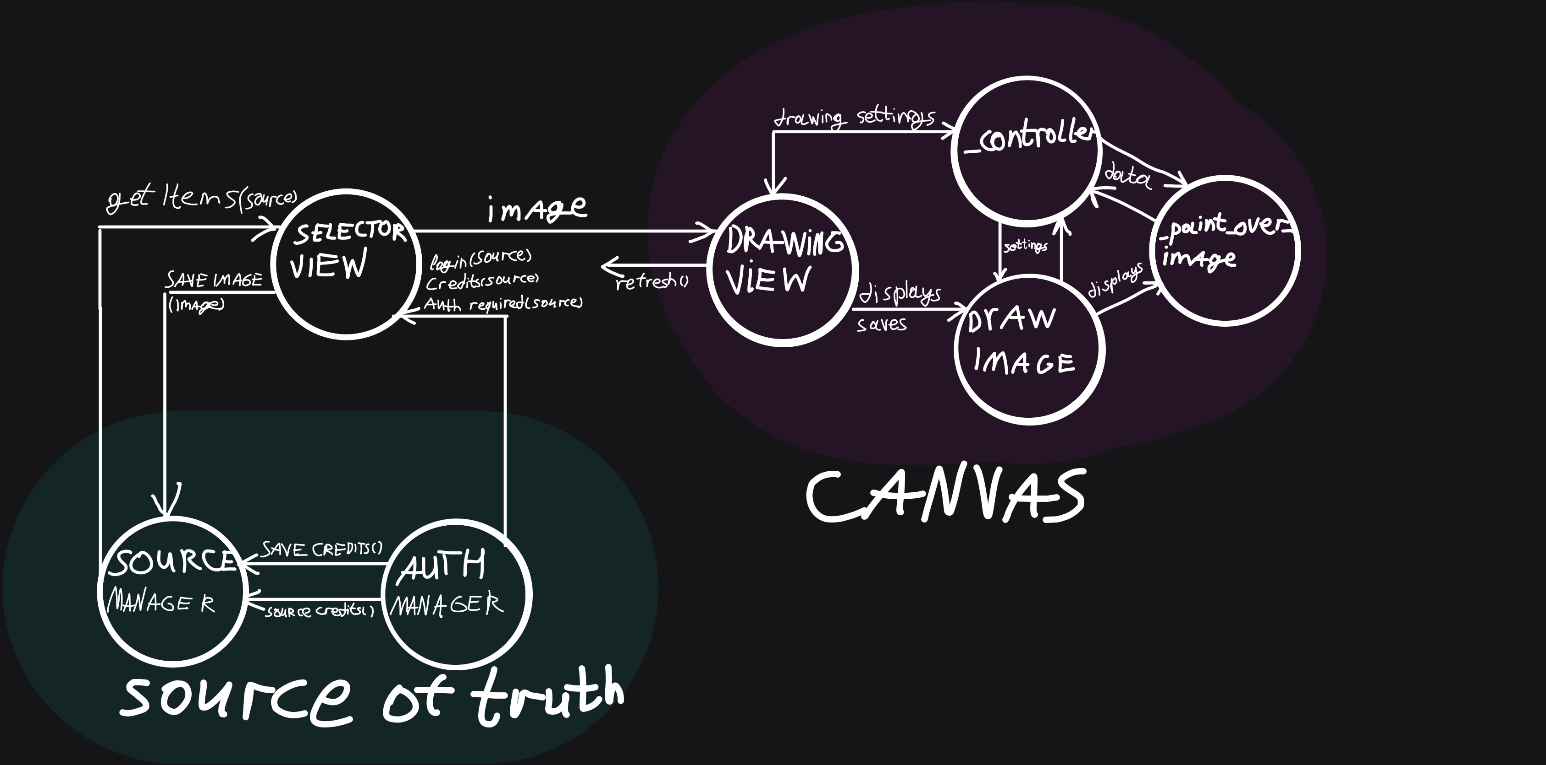 drawing settings
_controller
data
get Items(source)
image
SELECTOR
VIEW
DRAWING
VIEW
_paint_over_
image
settings
login(source)
Credits(source)
Auth required(source)
SAVE IMAGE
(IMAGE)
refresh()
displays
saves
displays
DRAW
IMAGE
CANVAS
SOURCE
MANAGER
SAVE CREDITS()
source credits()
AUTH
MANAGER
source of truth